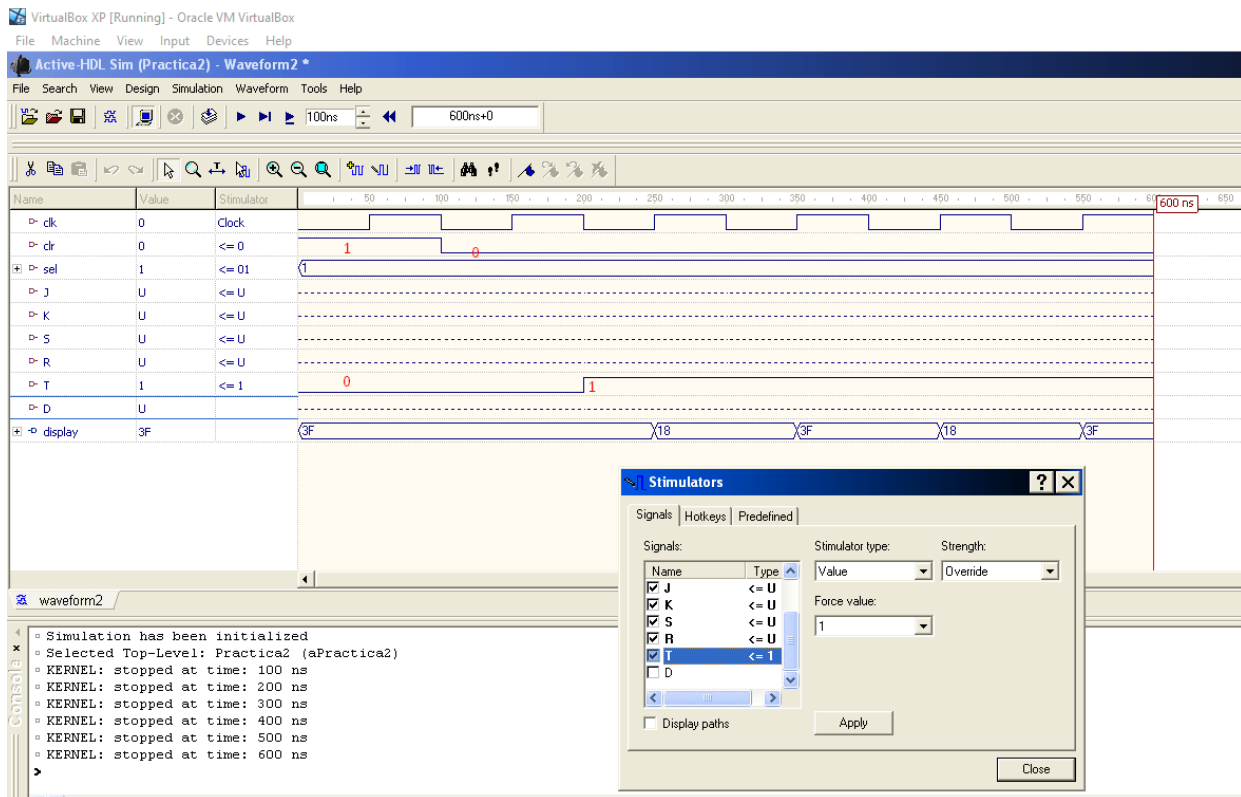 VirtualBox XP [Running] - Oracle VM VirtualBox
File Machine View Input Devices Help
Active-HDL Sim (Practica2) - Waveform2 *
File Search View Design Simulation Waveform Tools Help
100ns 600ns+0
Name Value Stimulator 50 100 150 200 250 300 350 400 450 500 550 600 ns 650
clk 0 Clock
clr 0 <= 0 1 0
sel 1 <= 01 1
J U <= U
K U <= U
S U <= U
R U <= U
T 1 <= 1 0 1
D U
display 3F 3F 18 3F 18 3F
Stimulators
Signals Hotkeys Predefined
Signals: Stimulator type: Strength:
Name Type Value Override
J <= U
K <= U Force value:
S <= U 1
R <= U
T <= 1
D
Display paths Apply
Close
waveform2
Console
Simulation has been initialized
Selected Top-Level: Practica2 (aPractica2)
KERNEL: stopped at time: 100 ns
KERNEL: stopped at time: 200 ns
KERNEL: stopped at time: 300 ns
KERNEL: stopped at time: 400 ns
KERNEL: stopped at time: 500 ns
KERNEL: stopped at time: 600 ns
>